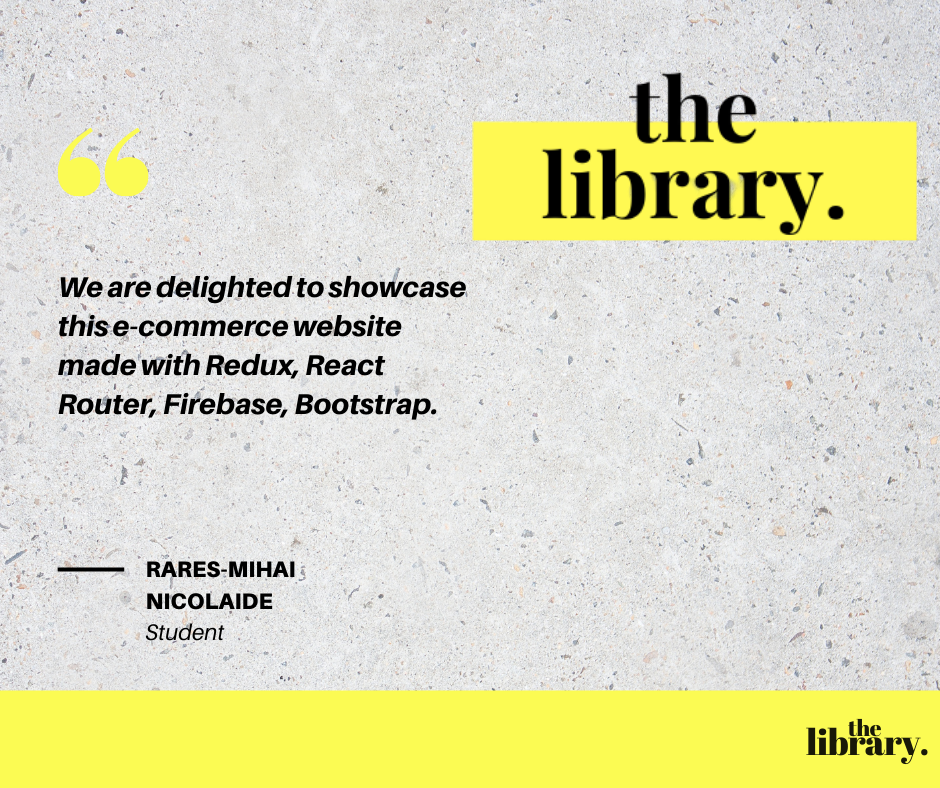 the
library.
We are delighted to showcase
this e-commerce website
made with Redux, React
Router, Firebase, Bootstrap.
RARES-MIHAI
NICOLAIDE
Student
the
library.